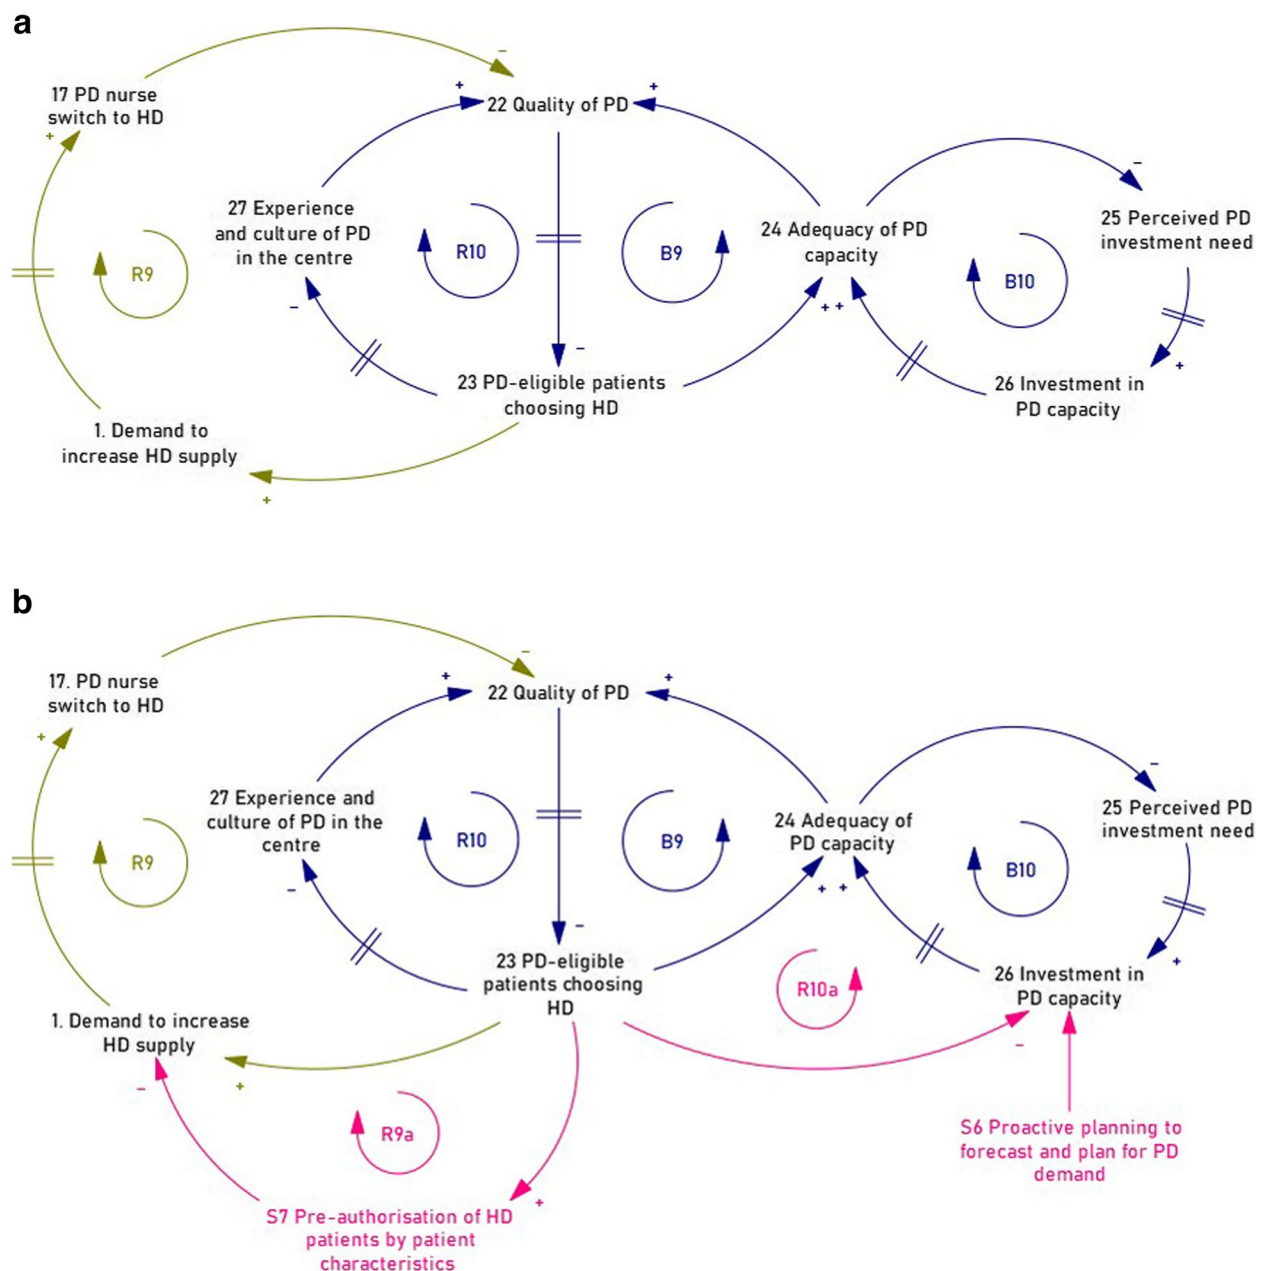 a
17 PD nurse
switch to HD
+
-
+
22 Quality of PD
+
27 Experience
and culture of PD
in the centre
R9
R10
B9
24 Adequacy of PD
capacity
-
25 Perceived PD
investment need
B10
-
+ +
-
+
23 PD-eligible patients
choosing HD
26 Investment in
PD capacity
1. Demand to
increase HD supply
+
b
17. PD nurse
switch to HD
+
-
+
22 Quality of PD
+
27 Experience and
culture of PD in the
centre
R9
R10
B9
24 Adequacy of
PD capacity
-
25 Perceived PD
investment need
B10
-
+ +
-
+
23 PD-eligible
patients choosing
HD
R10a
26 Investment in
PD capacity
1. Demand to increase
HD supply
-
+
-
R9a
S6 Proactive planning to
forecast and plan for PD
demand
+
S7 Pre-authorisation of HD
patients by patient
characteristics